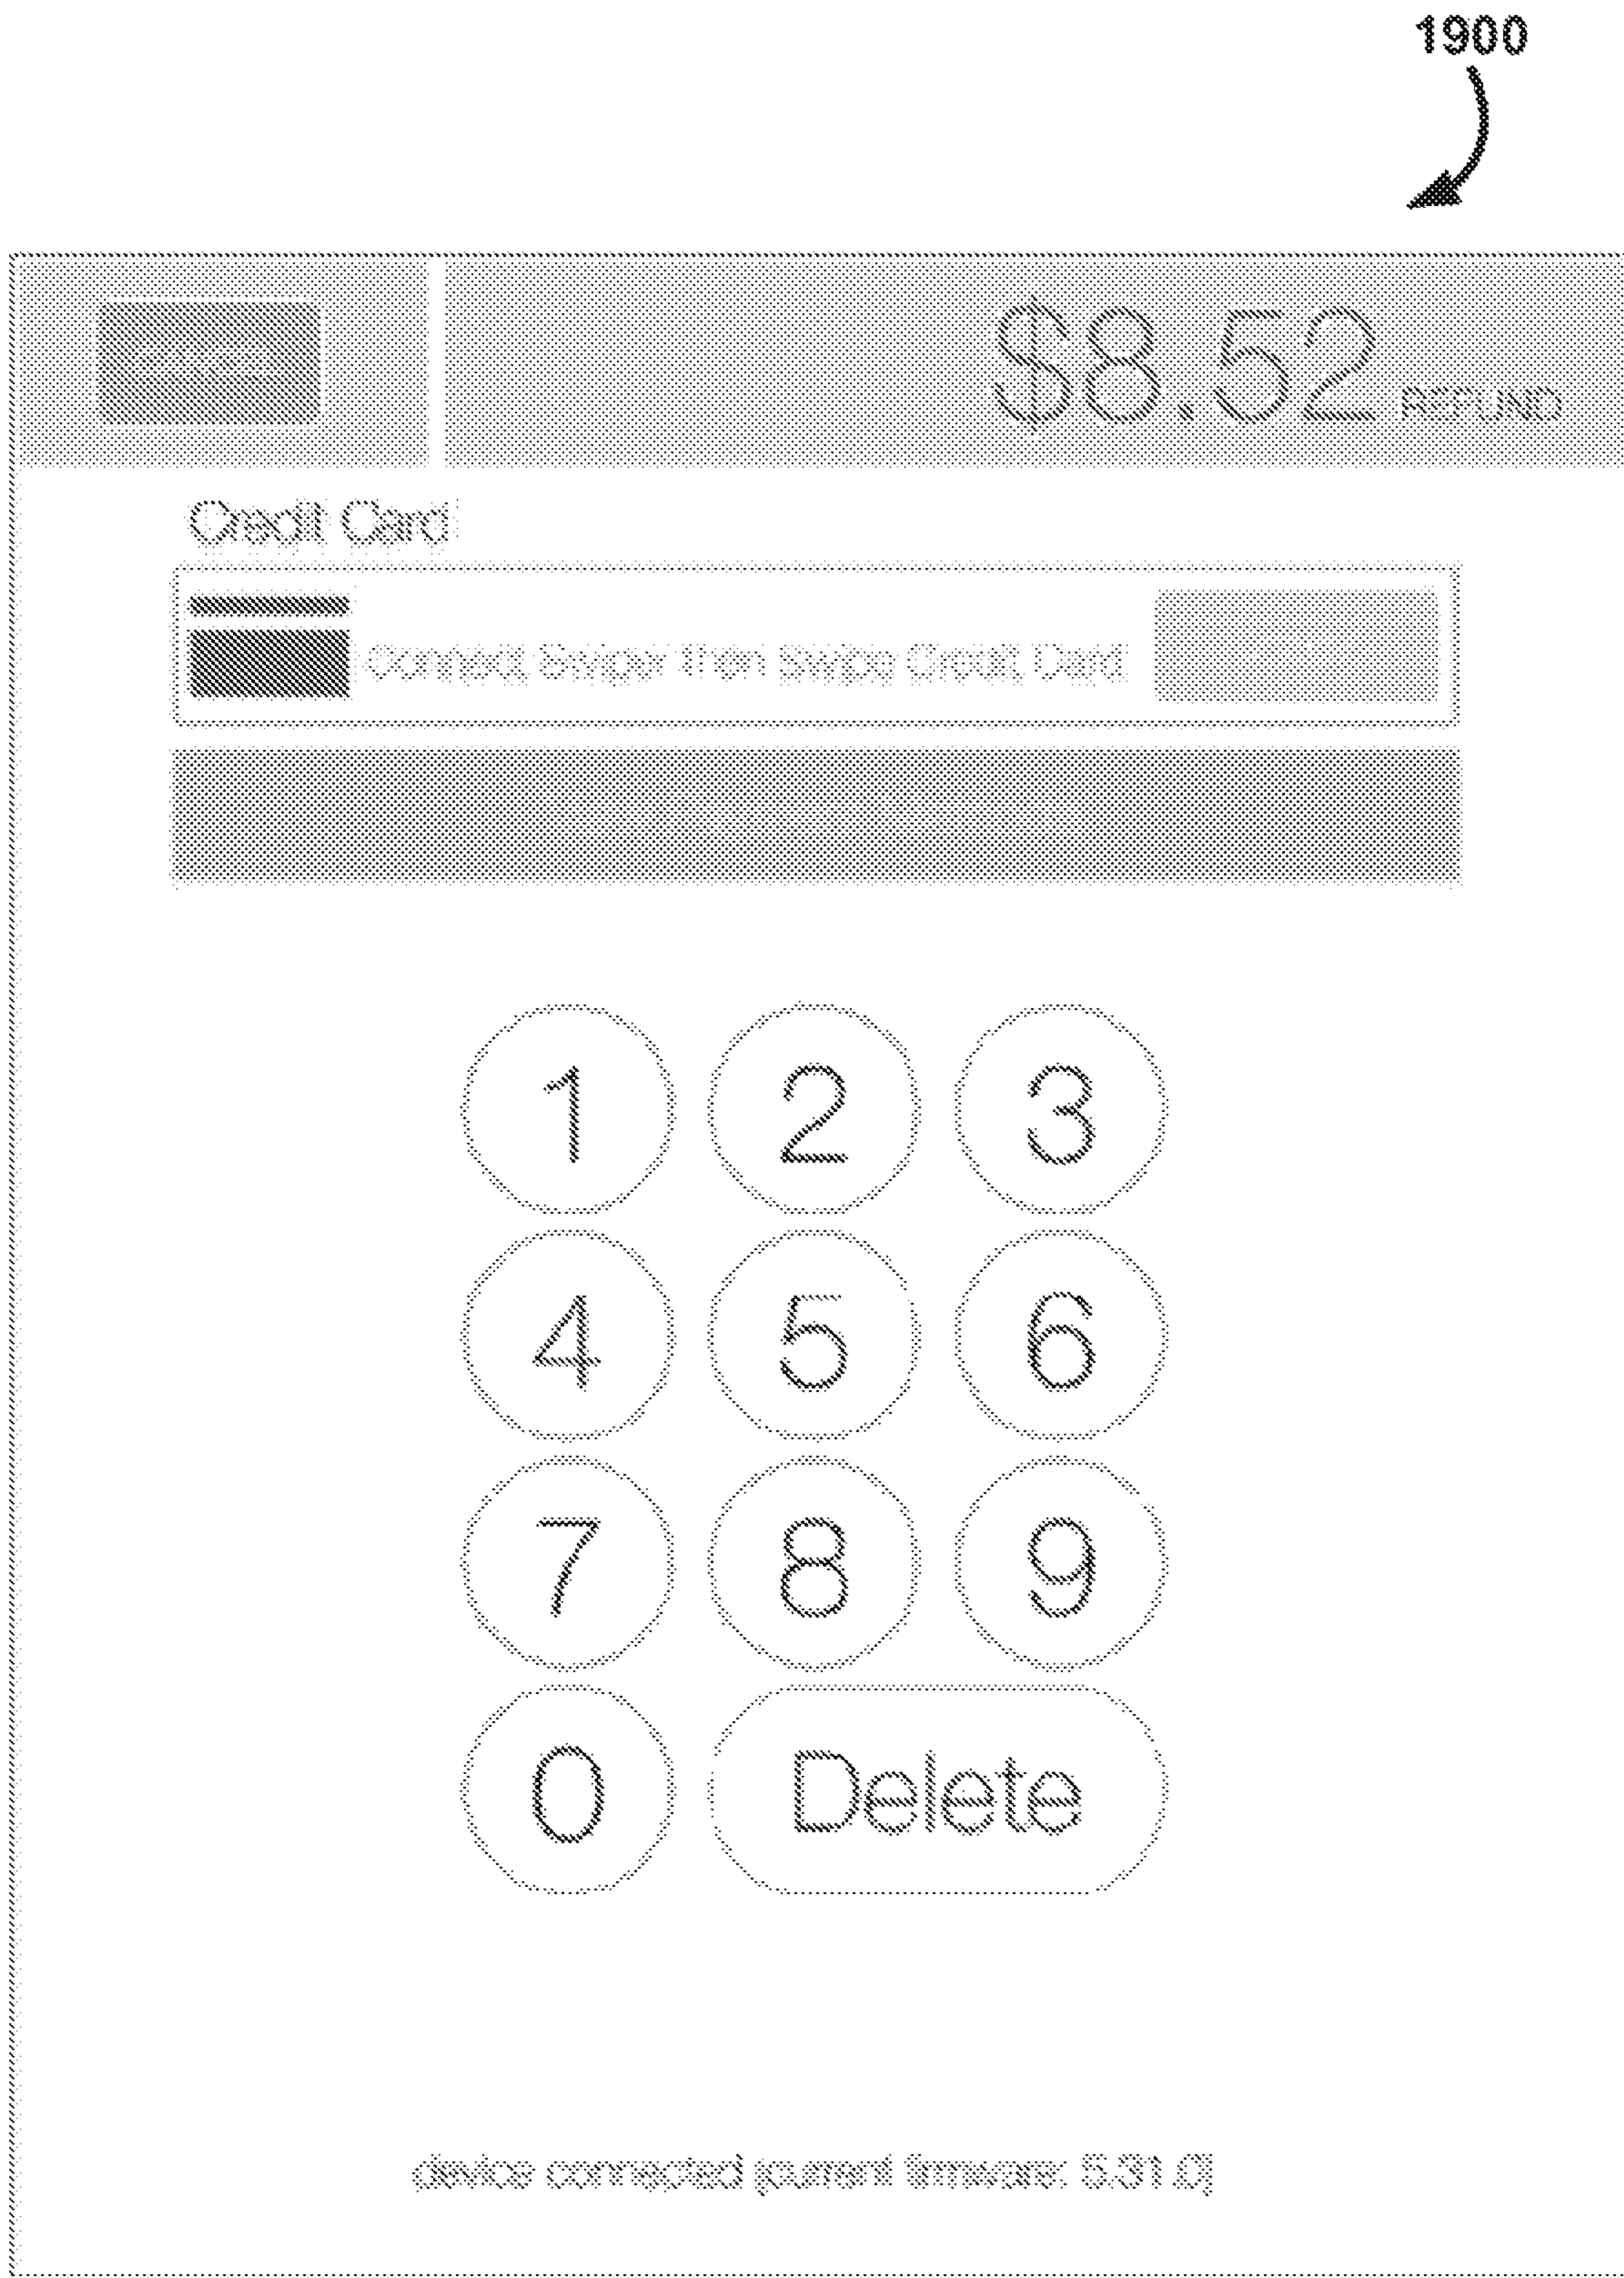 1900
$8.52 REFUND
Credit Card
Connect Swiper then Swipe Credit Card
1 2 3
4 5 6
7 8 9
0 Delete
device connected [current firmware: 5.31.0]